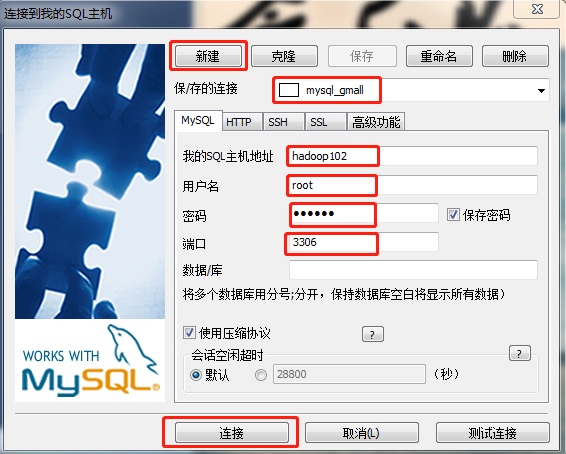 连接到我的SQL主机
新建 克隆 保存 重命名 删除
保/存的连接 mysql_gmall
MySQL HTTP SSH SSL 高级功能
我的SQL主机地址 hadoop102
用户名 root
密码 ●●●●●● 保存密码
端口 3306
数据/库
将多个数据库用分号;分开，保持数据库空白将显示所有数据）
使用压缩协议 ?
会话空闲超时 ?
默认 28800 （秒）
WORKS WITH
MySQL®
连接 取消(L) 测试连接